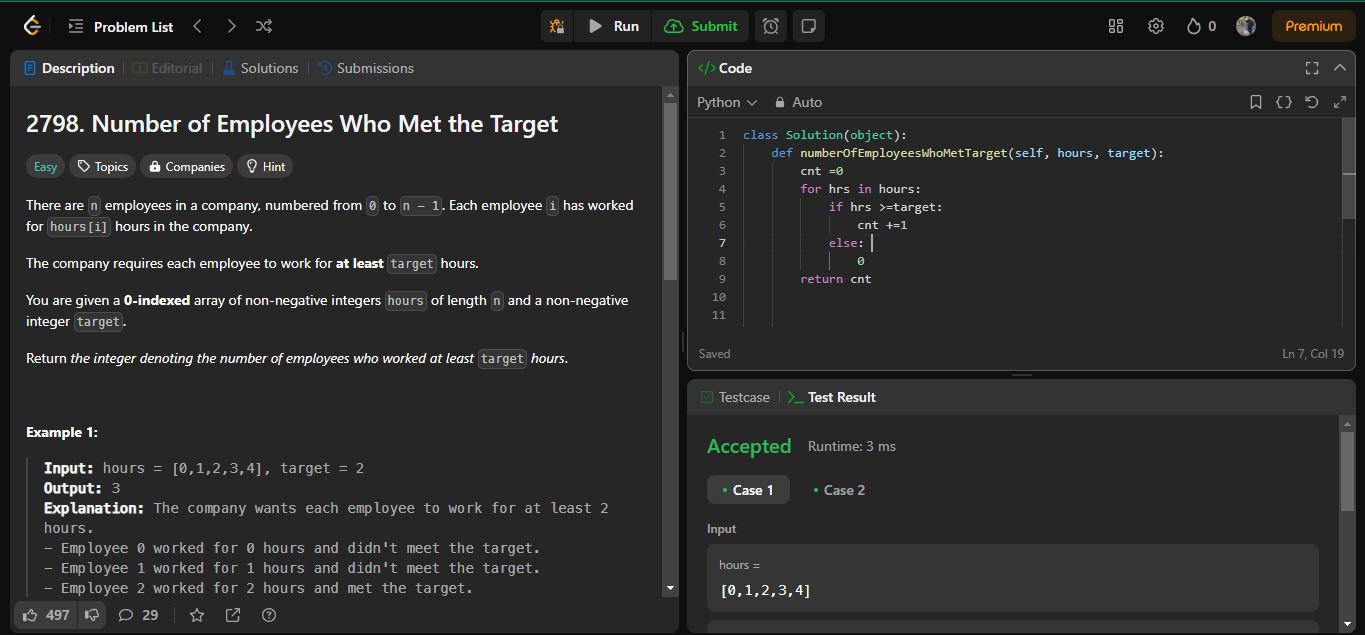 Problem List
Run
Submit
0
Premium
Description
Editorial
Solutions
Submissions
2798. Number of Employees Who Met the Target
Easy
Topics
Companies
Hint
There are n employees in a company, numbered from 0 to n - 1. Each employee i has worked
for hours[i] hours in the company.
The company requires each employee to work for at least target hours.
You are given a 0-indexed array of non-negative integers hours of length n and a non-negative
integer target.
Return the integer denoting the number of employees who worked at least target hours.
Example 1:
Input: hours = [0,1,2,3,4], target = 2
Output: 3
Explanation: The company wants each employee to work for at least 2
hours.
- Employee 0 worked for 0 hours and didn't meet the target.
- Employee 1 worked for 1 hours and didn't meet the target.
- Employee 2 worked for 2 hours and met the target.
497
29
</> Code
Python
Auto
1 class Solution(object):
2 def numberOfEmployeesWhoMetTarget(self, hours, target):
3 cnt =0
4 for hrs in hours:
5 if hrs >=target:
6 cnt +=1
7 else:
8 0
9 return cnt
10
11
Saved
Ln 7, Col 19
Testcase
>_ Test Result
Accepted
Runtime: 3 ms
• Case 1
• Case 2
Input
hours =
[0,1,2,3,4]